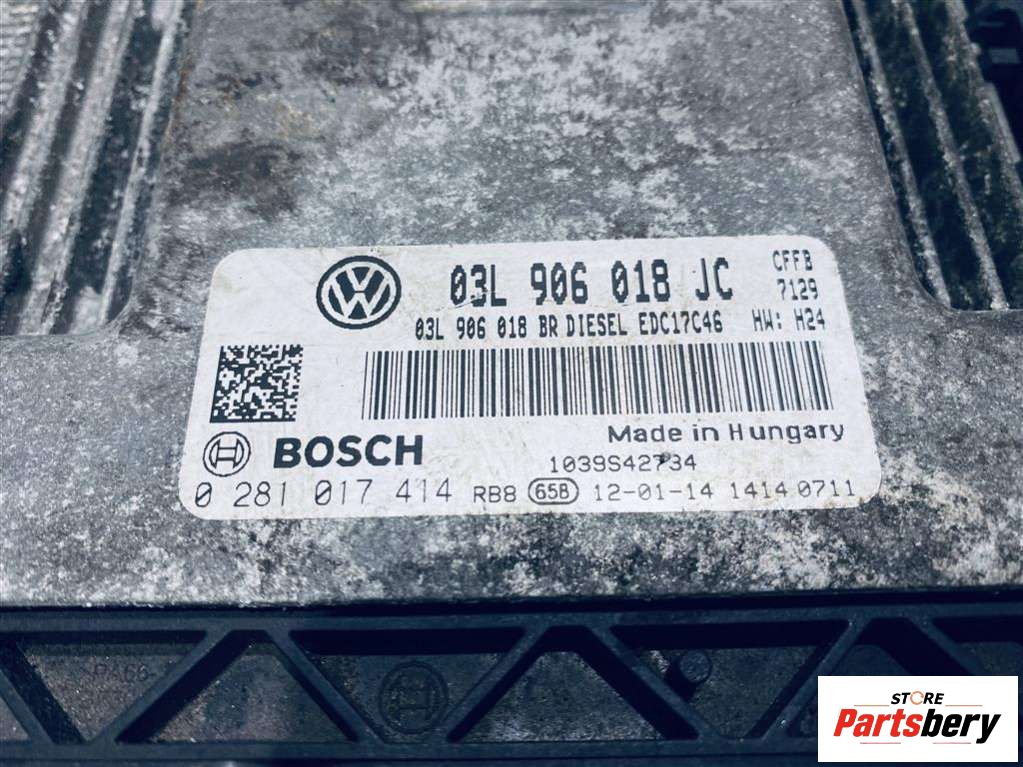 03L 906 018 JC CFFB
7129
03L 906 018 BR DIESEL EDC17C46 HW: H24
BOSCH
Made in Hungary
1039S42734
0 281 017 414 RB8 65B 12-01-14 1414 0711
STORE
Partsbery